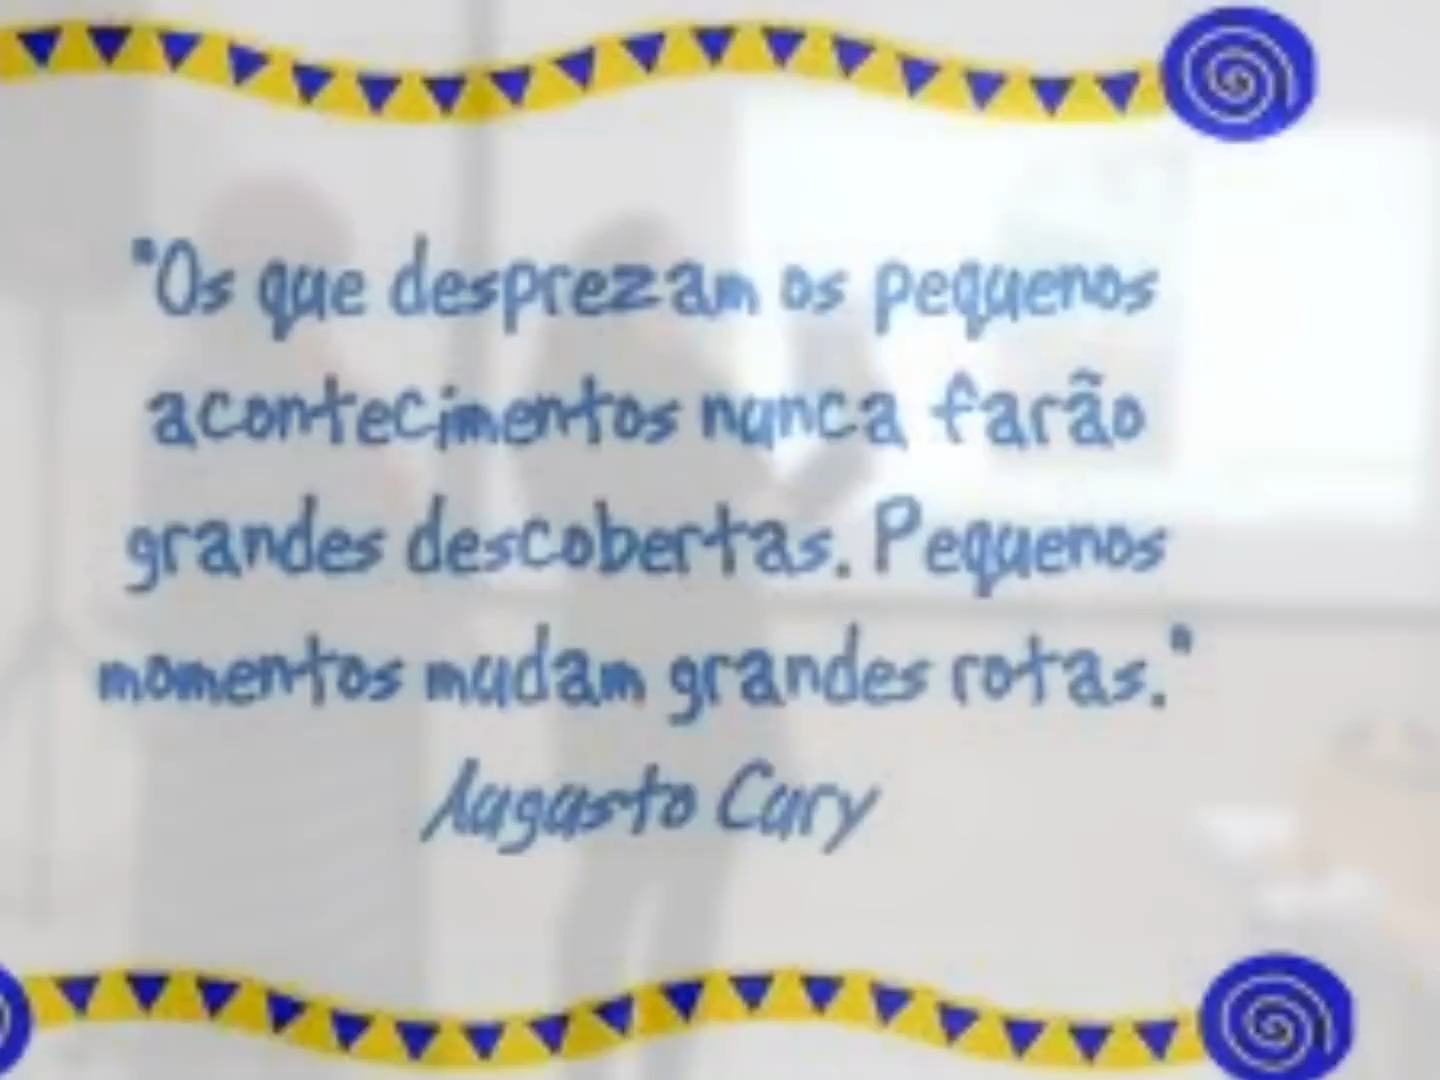 "Os que desprezam os pequenos
acontecimentos nunca farão
grandes descobertas. Pequenos
momentos mudam grandes rotas."
Augusto Cury